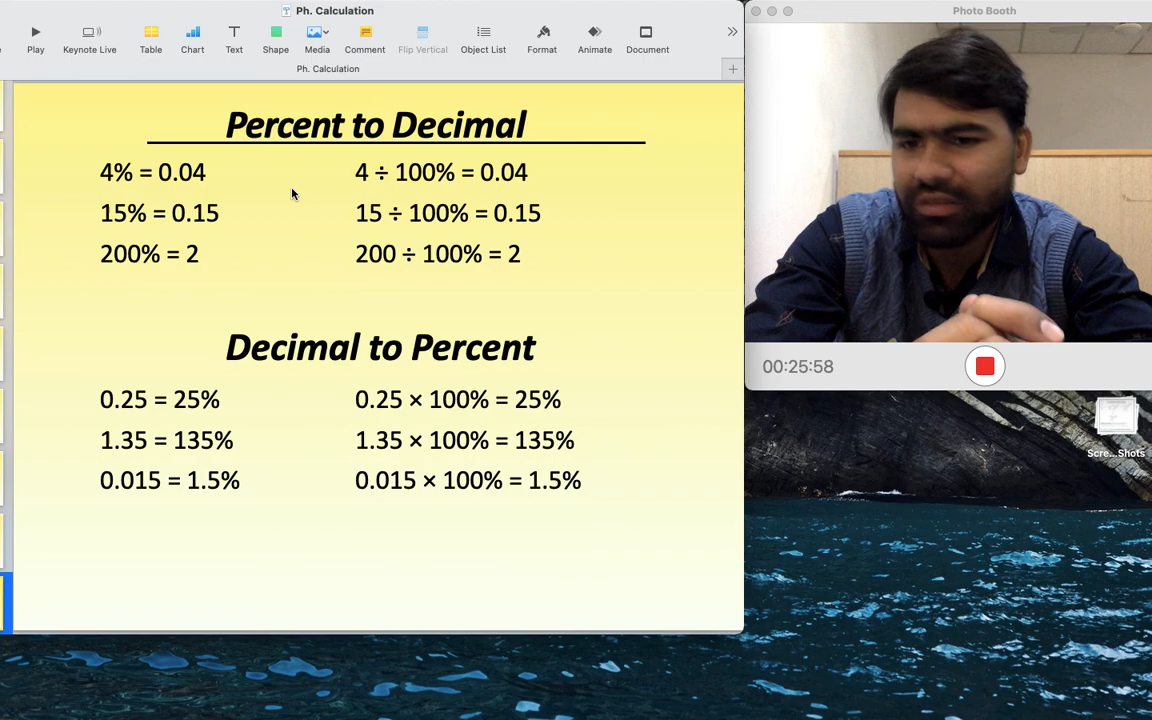 Ph. Calculation
Play
Keynote Live
Table
Chart
Text
Shape
Media
Comment
Flip Vertical
Object List
Format
Animate
Document
Ph. Calculation
Percent to Decimal
4% = 0.04
4 ÷ 100% = 0.04
15% = 0.15
15 ÷ 100% = 0.15
200% = 2
200 ÷ 100% = 2
Decimal to Percent
0.25 = 25%
0.25 × 100% = 25%
1.35 = 135%
1.35 × 100% = 135%
0.015 = 1.5%
0.015 × 100% = 1.5%
Photo Booth
00:25:58
Scre...Shots